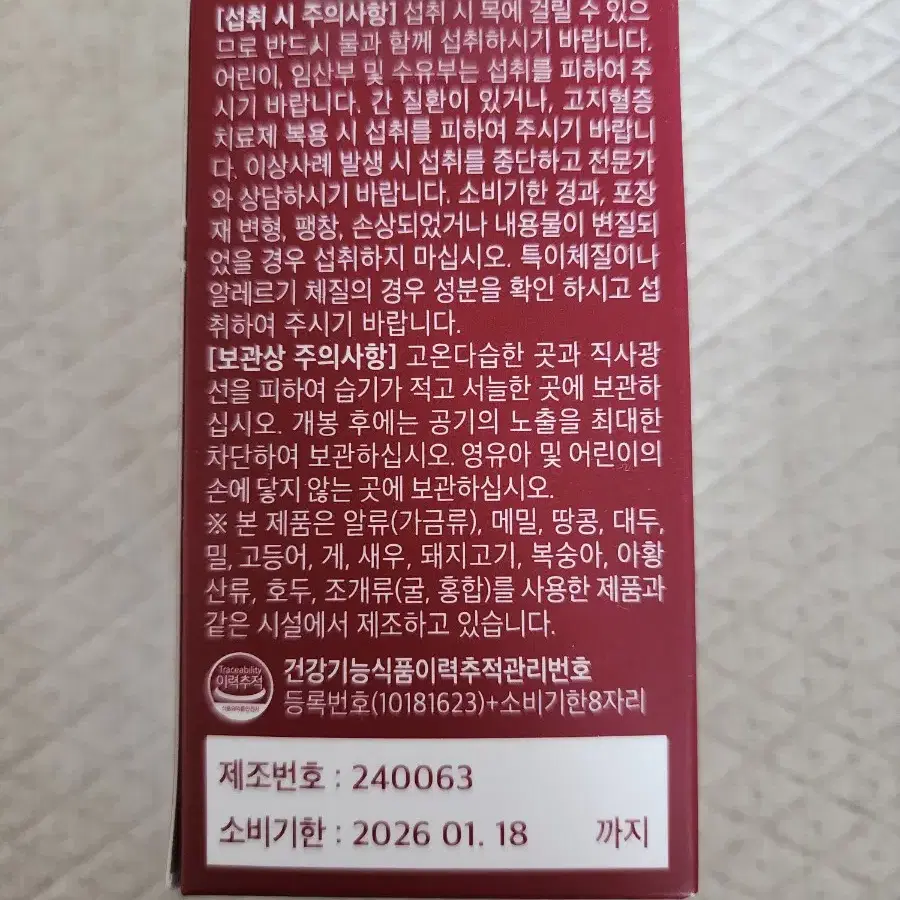 [섭취 시 주의사항] 섭취 시 목에 걸릴 수 있으
므로 반드시 물과 함께 섭취하시기 바랍니다.
어린이, 임산부 및 수유부는 섭취를 피하여 주
시기 바랍니다. 간 질환이 있거나, 고지혈증
치료제 복용 시 섭취를 피하여 주시기 바랍니
다. 이상사례 발생 시 섭취를 중단하고 전문가
와 상담하시기 바랍니다. 소비기한 경과, 포장
재 변형, 팽창, 손상되었거나 내용물이 변질되
었을 경우 섭취하지 마십시오. 특이체질이나
알레르기 체질의 경우 성분을 확인 하시고 섭
취하여 주시기 바랍니다.
[보관상 주의사항] 고온다습한 곳과 직사광
선을 피하여 습기가 적고 서늘한 곳에 보관하
십시오. 개봉 후에는 공기의 노출을 최대한
차단하여 보관하십시오. 영유아 및 어린이의
손에 닿지 않는 곳에 보관하십시오.
※ 본 제품은 알류(가금류), 메밀, 땅콩, 대두,
밀, 고등어, 게, 새우, 돼지고기, 복숭아, 아황
산류, 호두, 조개류(굴, 홍합)를 사용한 제품과
같은 시설에서 제조하고 있습니다.
Traceability
이력추적
건강기능식품이력추적관리번호
등록번호(10181623)+소비기한8자리
제조번호 : 240063
소비기한 : 2026 01. 18 까지